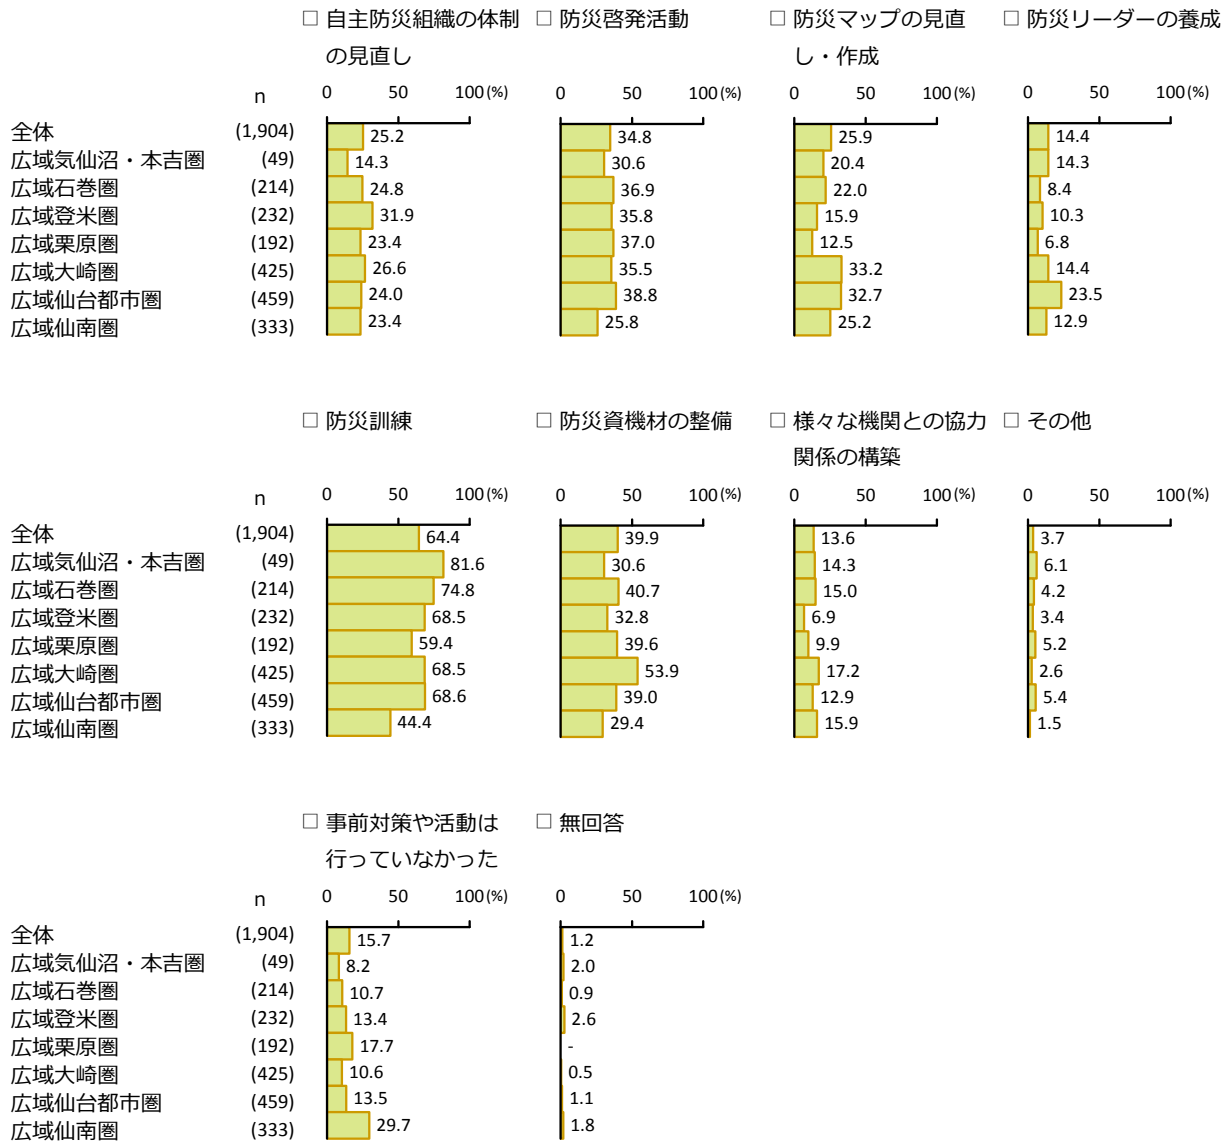 □ 自主防災組織の体制の見直し □ 防災啓発活動 □ 防災マップの見直し・作成 □ 防災リーダーの養成
n 0 50 100(%) 0 50 100(%) 0 50 100(%) 0 50 100(%)
全体 (1,904) 25.2 34.8 25.9 14.4
広域気仙沼・本吉圏 (49) 14.3 30.6 20.4 14.3
広域石巻圏 (214) 24.8 36.9 22.0 8.4
広域登米圏 (232) 31.9 35.8 15.9 10.3
広域栗原圏 (192) 23.4 37.0 12.5 6.8
広域大崎圏 (425) 26.6 35.5 33.2 14.4
広域仙台都市圏 (459) 24.0 38.8 32.7 23.5
広域仙南圏 (333) 23.4 25.8 25.2 12.9
□ 防災訓練 □ 防災資機材の整備 □ 様々な機関との協力関係の構築 □ その他
n 0 50 100(%) 0 50 100(%) 0 50 100(%) 0 50 100(%)
全体 (1,904) 64.4 39.9 13.6 3.7
広域気仙沼・本吉圏 (49) 81.6 30.6 14.3 6.1
広域石巻圏 (214) 74.8 40.7 15.0 4.2
広域登米圏 (232) 68.5 32.8 6.9 3.4
広域栗原圏 (192) 59.4 39.6 9.9 5.2
広域大崎圏 (425) 68.5 53.9 17.2 2.6
広域仙台都市圏 (459) 68.6 39.0 12.9 5.4
広域仙南圏 (333) 44.4 29.4 15.9 1.5
□ 事前対策や活動は行っていなかった □ 無回答
n 0 50 100(%) 0 50 100(%)
全体 (1,904) 15.7 1.2
広域気仙沼・本吉圏 (49) 8.2 2.0
広域石巻圏 (214) 10.7 0.9
広域登米圏 (232) 13.4 2.6
広域栗原圏 (192) 17.7 -
広域大崎圏 (425) 10.6 0.5
広域仙台都市圏 (459) 13.5 1.1
広域仙南圏 (333) 29.7 1.8